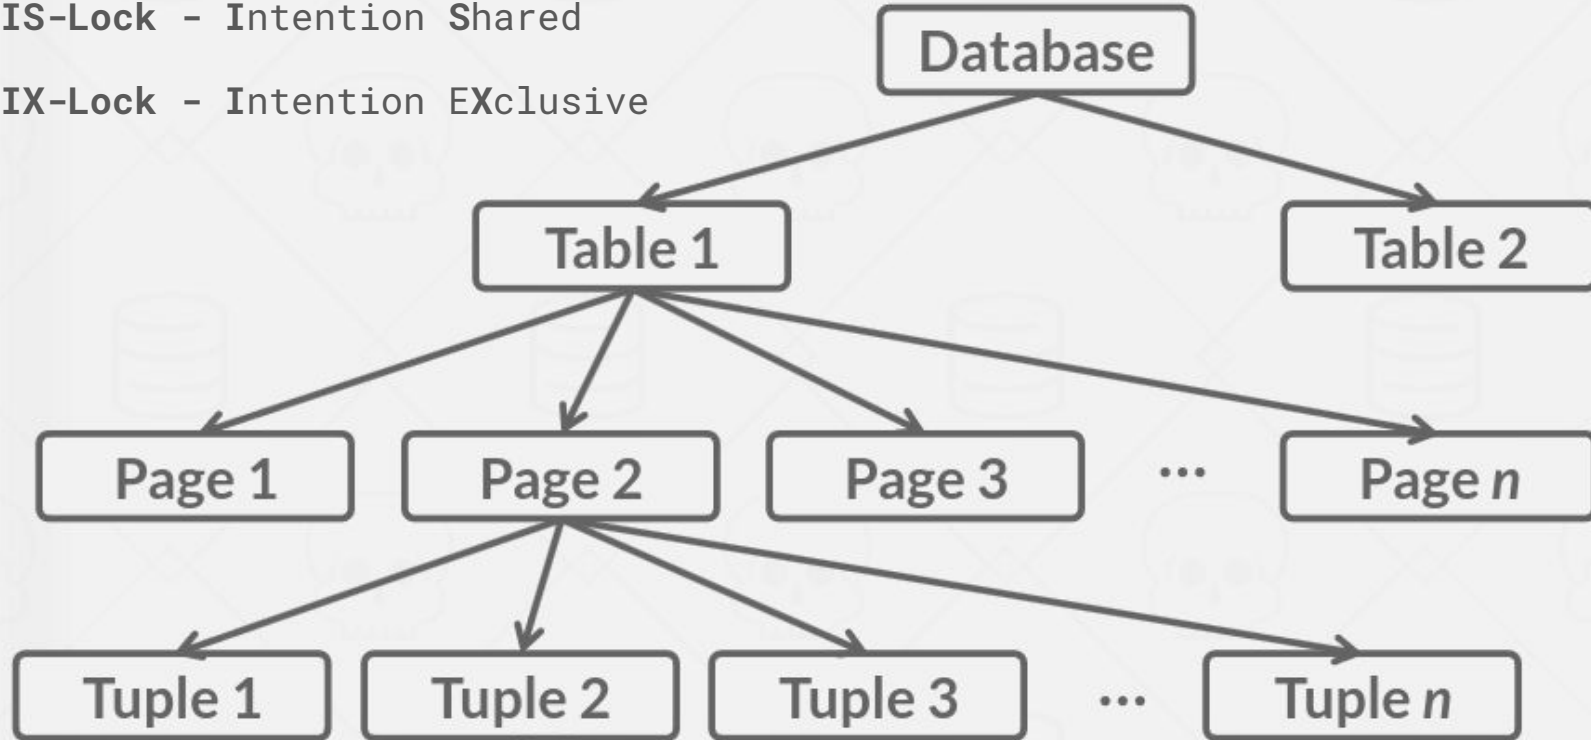 IS-Lock - Intention Shared
IX-Lock - Intention EXclusive
Database
Table 1
Table 2
Page 1
Page 2
Page 3
...
Page n
Tuple 1
Tuple 2
Tuple 3
...
Tuple n